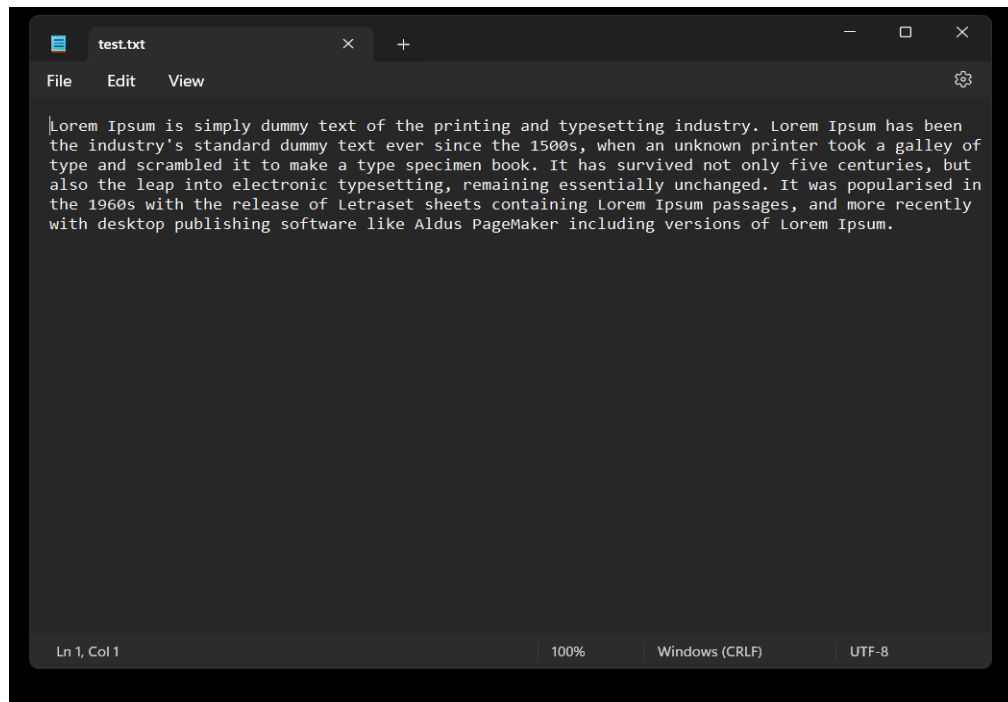 test.txt
File Edit View
Lorem Ipsum is simply dummy text of the printing and typesetting industry. Lorem Ipsum has been
the industry's standard dummy text ever since the 1500s, when an unknown printer took a galley of
type and scrambled it to make a type specimen book. It has survived not only five centuries, but
also the leap into electronic typesetting, remaining essentially unchanged. It was popularised in
the 1960s with the release of Letraset sheets containing Lorem Ipsum passages, and more recently
with desktop publishing software like Aldus PageMaker including versions of Lorem Ipsum.
Ln 1, Col 1 100% Windows (CRLF) UTF-8